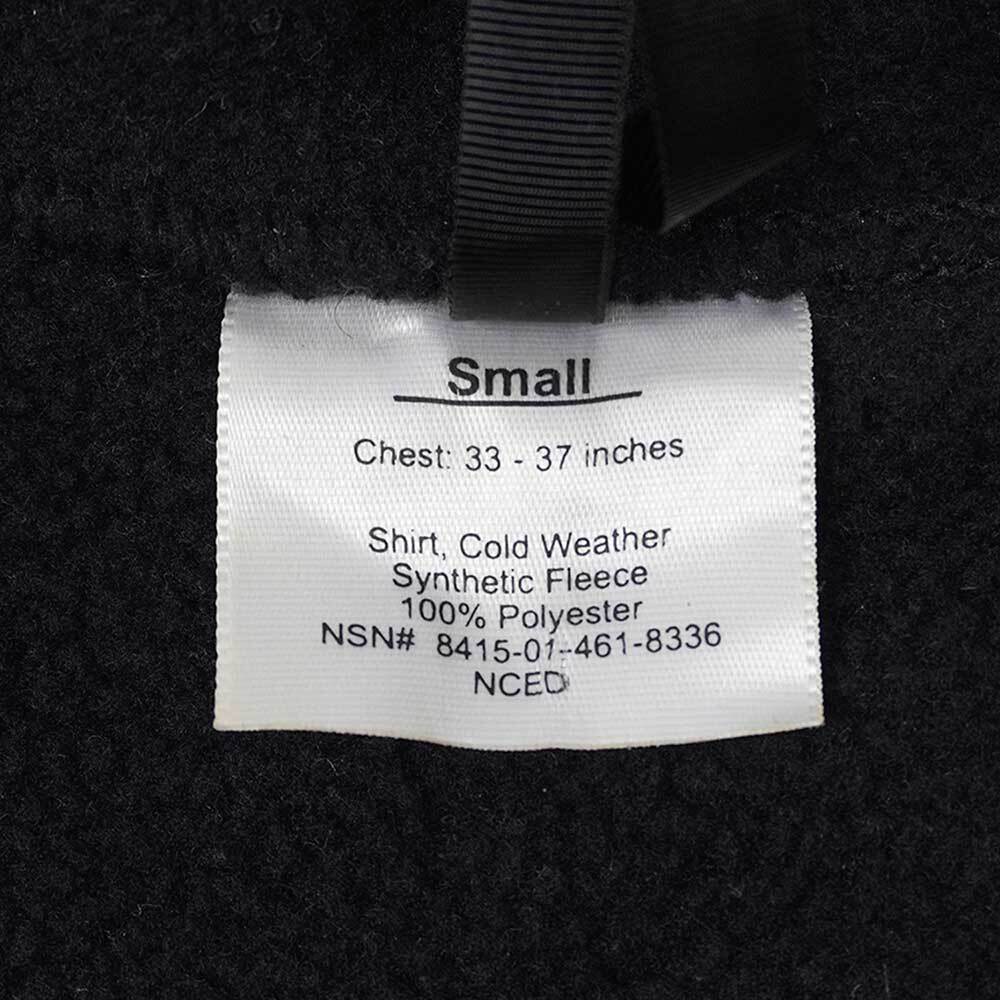 Small
Chest: 33 - 37 inches
Shirt, Cold Weather
Synthetic Fleece
100% Polyester
NSN# 8415-01-461-8336
NCED